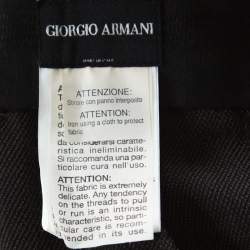 GIORGIO ARMANI
ATTENZIONE:
Stirare con panno interposto
ATTENTION:
Iron using a cloth to protect
fabric.
da considerarsi caratte-
ristica ineliminabile.
Si raccomanda una par-
ticolare cura nell'uso.
ATTENTION:
This fabric is extremely
delicate. Any tendency
on the threads to pull
or run is an intrinsic
characteristic, so parti-
cular care is recom-
mended in its use.